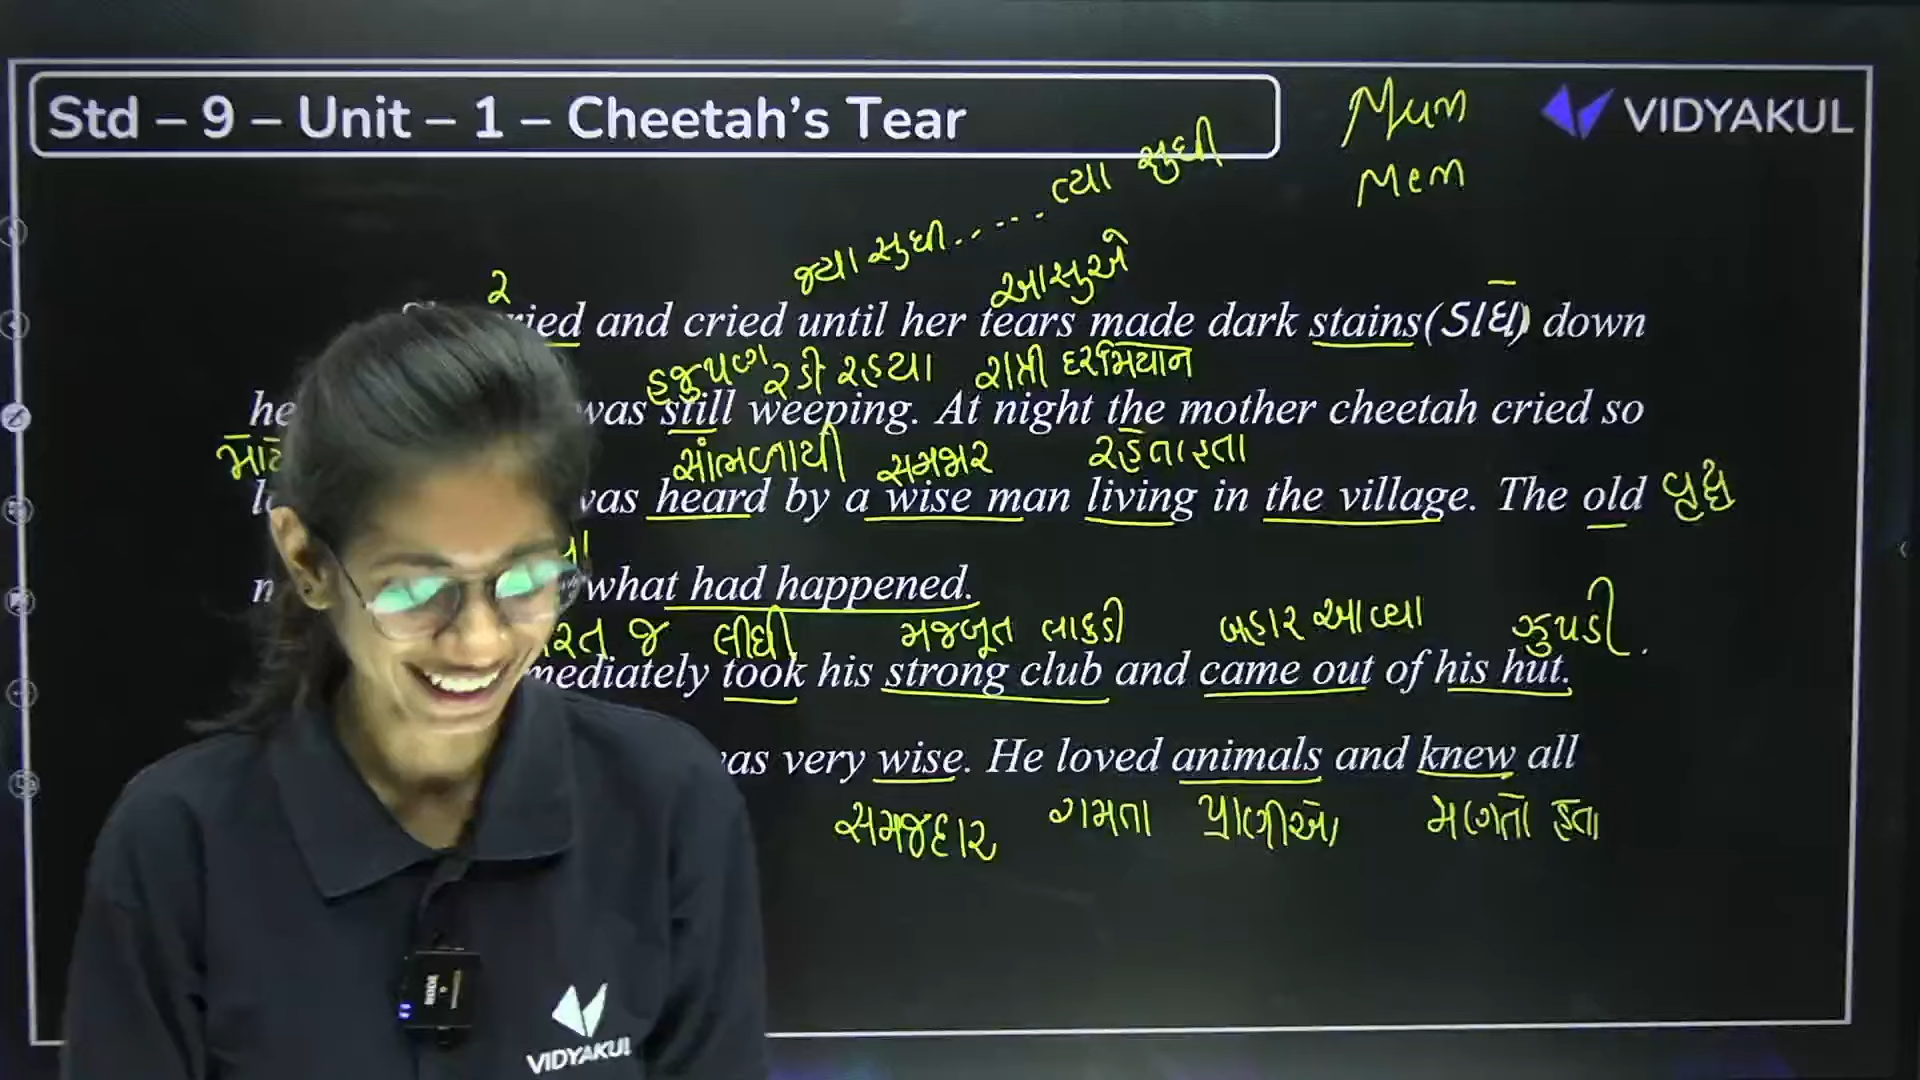 Std – 9 – Unit – 1 – Cheetah's Tear
Mum
VIDYAKUL
Mem
જ્યા સુધી..... ત્યા સુધી
૨ આસુએ
ried and cried until her tears made dark stains(ડાઘ) down
હજુપણ રડી રહયા રાત્રી દરમિયાન
he was still weeping. At night the mother cheetah cried so
સાંભળાયી સમજદાર રહેતા હતા
was heard by a wise man living in the village. The old વૃધ્ધ
what had happened.
રત જ લીધી મજબૂત લાકડી બહાર આવ્યા ઝુપડી.
mediately took his strong club and came out of his hut.
as very wise. He loved animals and knew all
સમજદાર ગમતા પ્રાણીઓ જાણતો હતા
VIDYAKUL